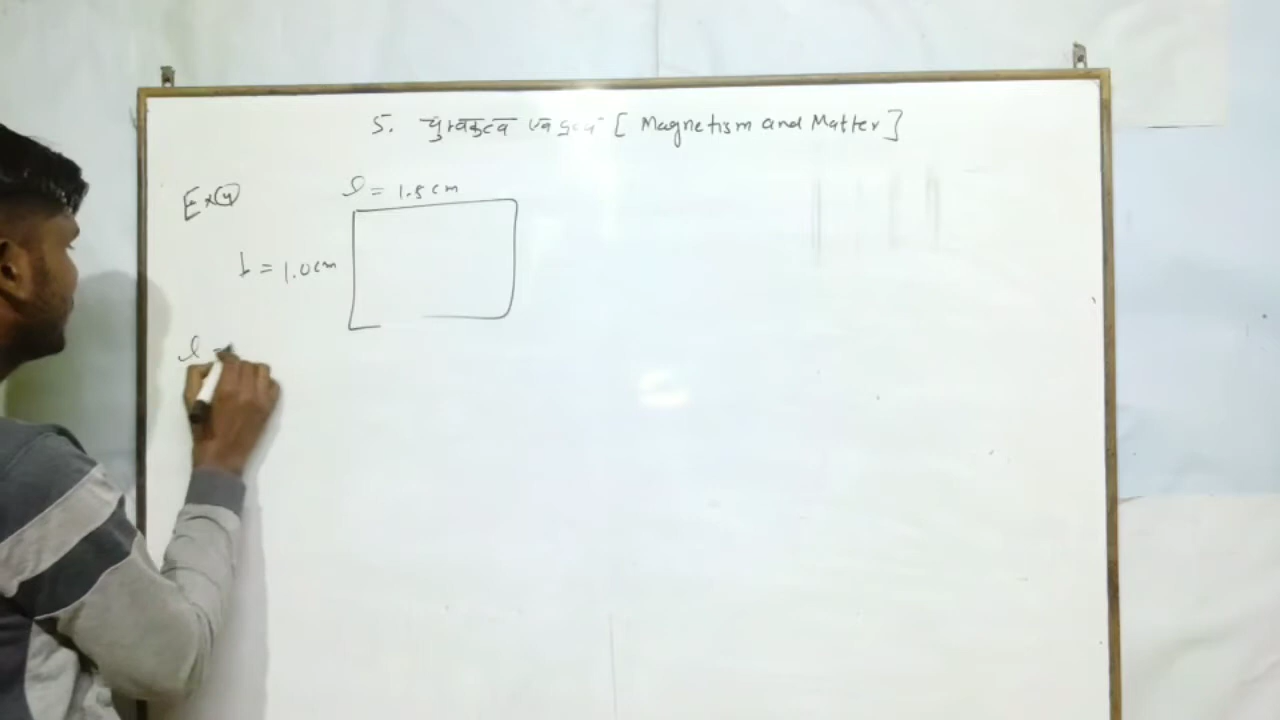 5. चुम्बकत्व एवं द्रव्य [ Magnetism and Matter ]
Ex 4
l = 1.5 cm
b = 1.0 cm
l =